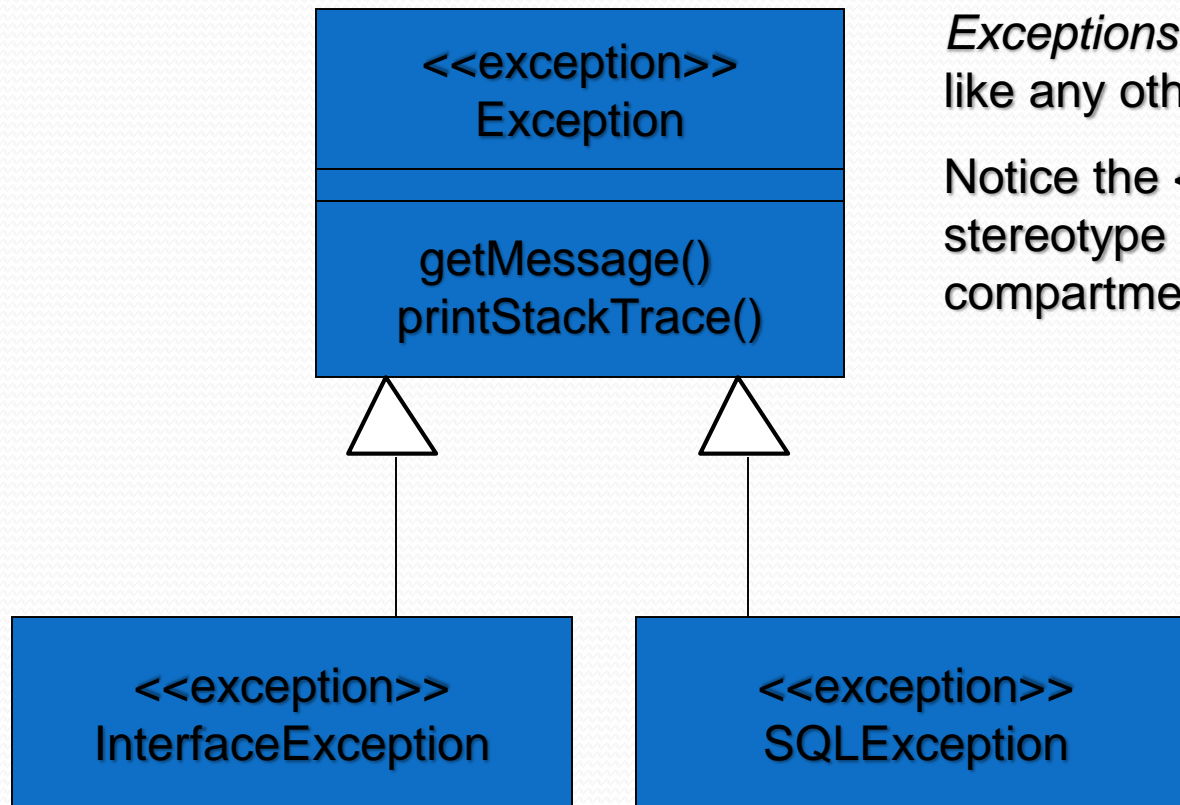 <<exception>>
Exception
getMessage()
printStackTrace()
Exceptions
like any oth
Notice the <
stereotype
compartme
<<exception>>
InterfaceException
<<exception>>
SQLException